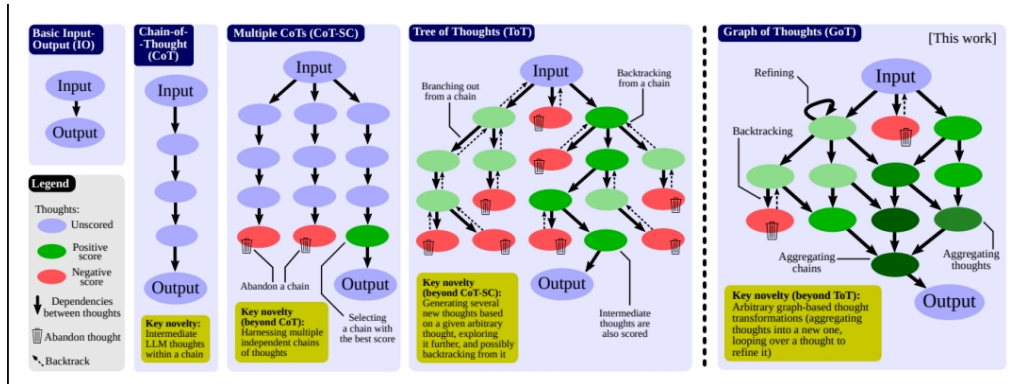 Basic Input-
Output (IO)
Input
Output
Legend
Thoughts:
Unscored
Positive
score
Negative
score
Dependencies
between thoughts
Abandon thought
Backtrack
Chain-of-
-Thought
(CoT)
Input
Output
Key novelty:
Intermediate
LLM thoughts
within a chain
Multiple CoTs (CoT-SC)
Input
Abandon a chain
Output
Selecting
a chain with
the best score
Key novelty
(beyond CoT):
Harnessing multiple
independent chains
of thoughts
Tree of Thoughts (ToT)
Input
Branching out
from a chain
Backtracking
from a chain
Output
Intermediate
thoughts are
also scored
Key novelty
(beyond CoT-SC):
Generating several
new thoughts based
on a given arbitrary
thought, exploring
it further, and possibly
backtracking from it
Graph of Thoughts (GoT)
[This work]
Refining
Input
Backtracking
Aggregating
chains
Aggregating
thoughts
Output
Key novelty (beyond ToT):
Arbitrary graph-based thought
transformations (aggregating
thoughts into a new one,
looping over a thought to
refine it)